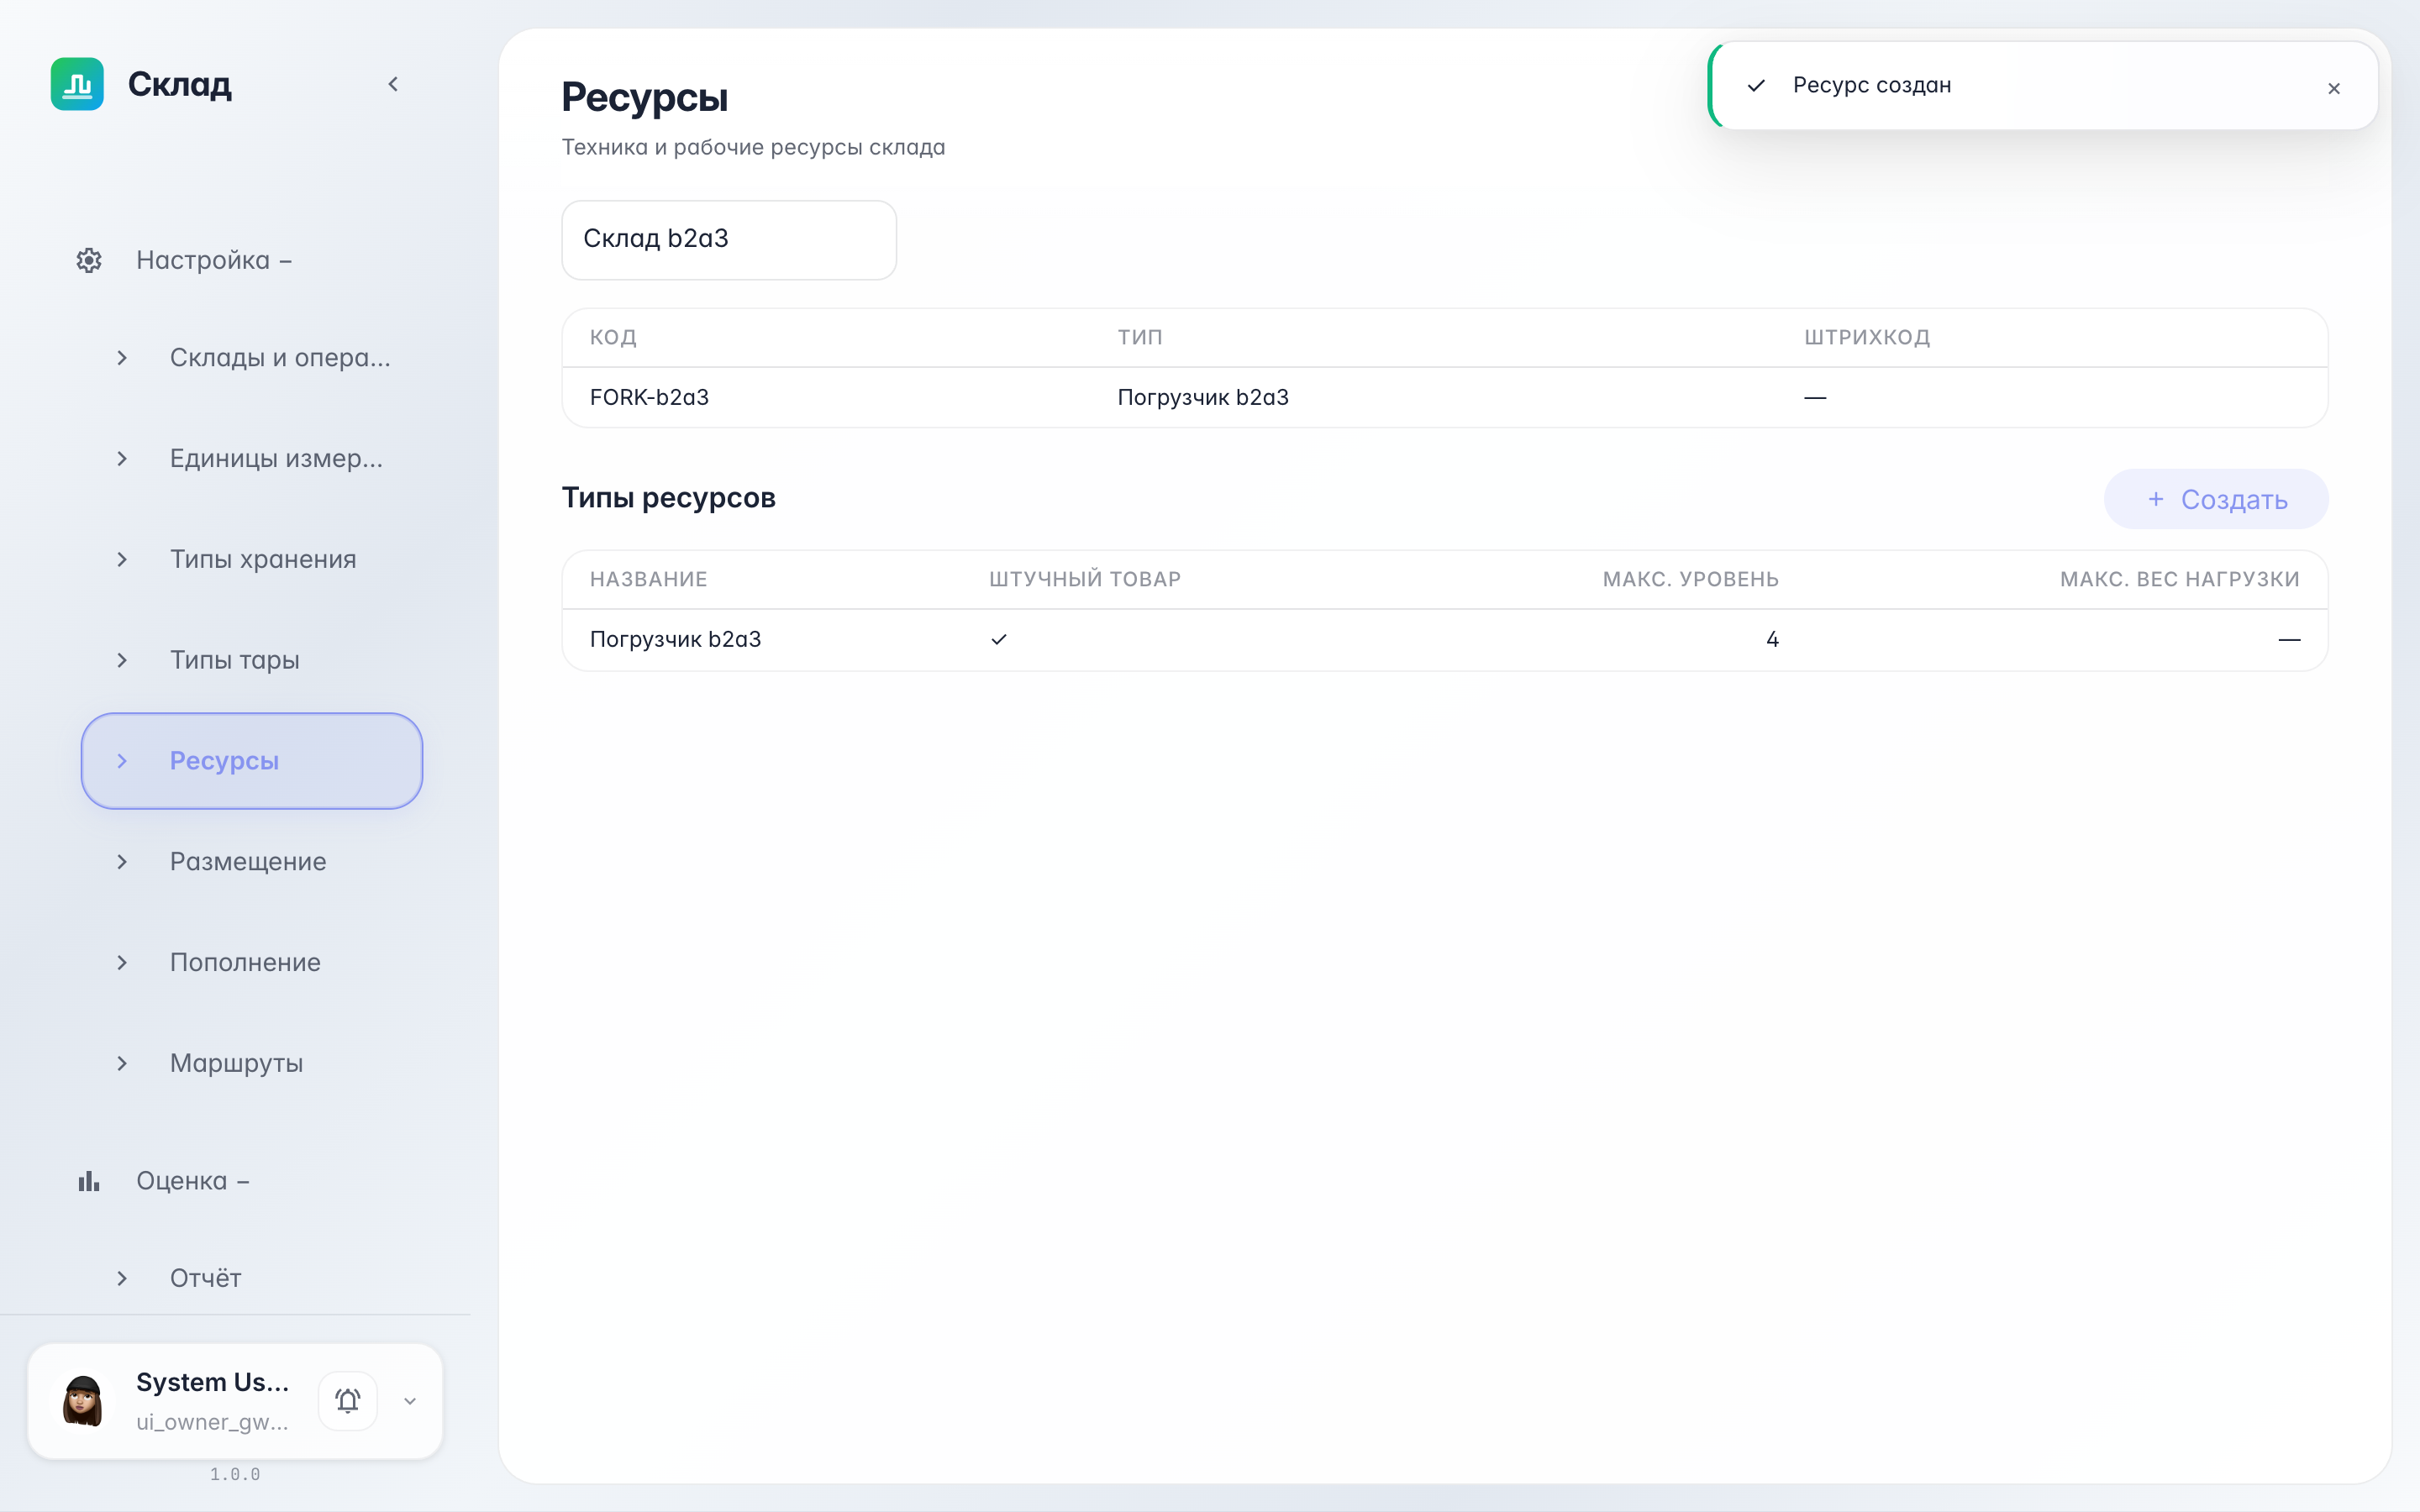 Склад
Настройка –
Склады и опера...
Единицы измер...
Типы хранения
Типы тары
Ресурсы
Размещение
Пополнение
Маршруты
Оценка –
Отчёт
System Us...
ui_owner_gw...
1.0.0
Ресурсы
Техника и рабочие ресурсы склада
Ресурс создан
Склад b2a3
КОД ТИП ШТРИХКОД
FORK-b2a3 Погрузчик b2a3 —
Типы ресурсов
+ Создать
НАЗВАНИЕ ШТУЧНЫЙ ТОВАР МАКС. УРОВЕНЬ МАКС. ВЕС НАГРУЗКИ
Погрузчик b2a3 ✓ 4 —